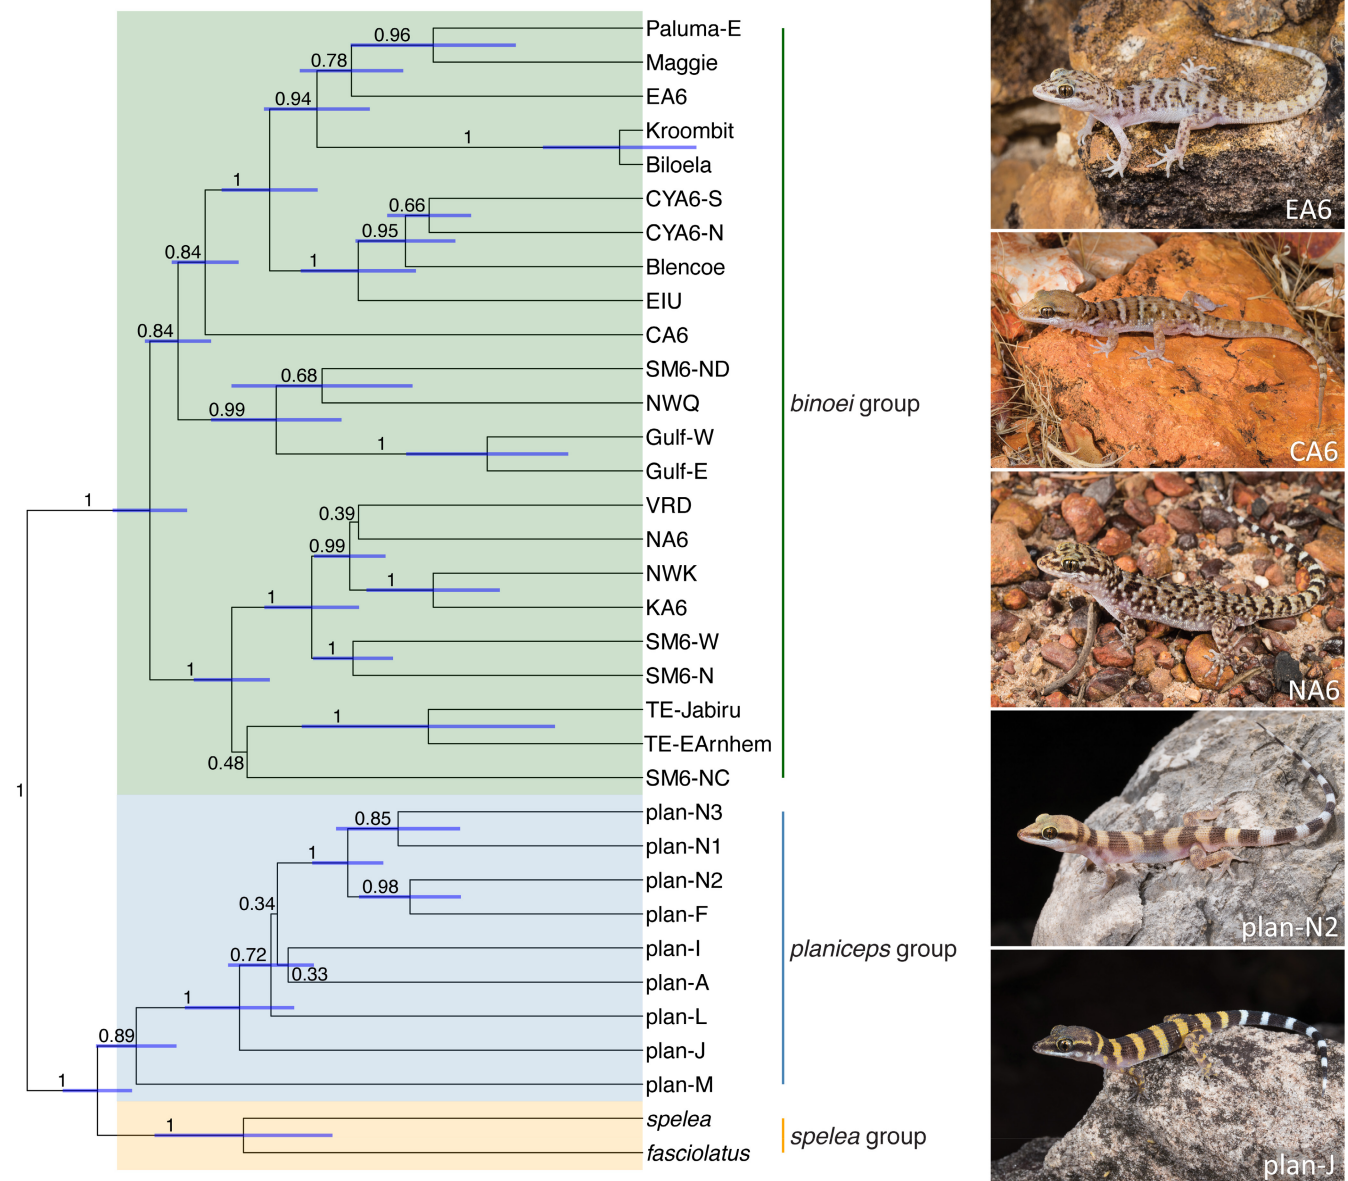 0.96
Paluma-E
0.78
Maggie
0.94
EA6
1
Kroombit
Biloela
1
0.66
CYA6-S
0.95
CYA6-N
0.84
1
Blencoe
EIU
0.84
CA6
0.68
SM6-ND
0.99
NWQ
binoei group
1
Gulf-W
Gulf-E
1
0.39
VRD
0.99
NA6
1
NWK
1
KA6
1
SM6-W
1
SM6-N
1
TE-Jabiru
TE-EArnhem
0.48
SM6-NC
1
0.85
plan-N3
1
plan-N1
0.98
plan-N2
0.34
plan-F
0.72
plan-I
planiceps group
0.33
plan-A
1
plan-L
0.89
plan-J
1
plan-M
1
spelea
spelea group
fasciolatus
EA6
CA6
NA6
plan-N2
plan-J